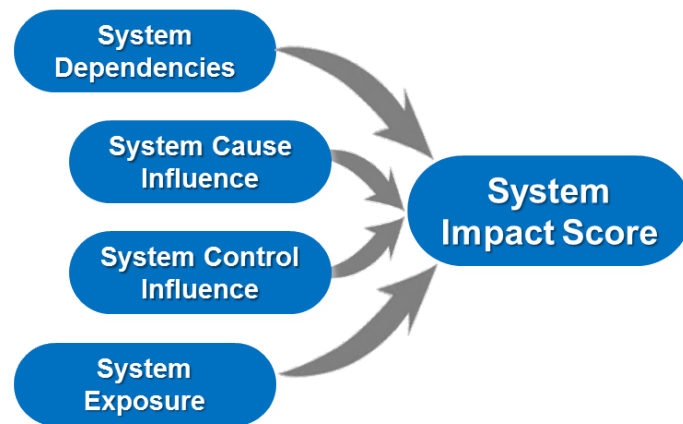 System
Dependencies
System Cause
Influence
System Control
Influence
System
Exposure
System
Impact Score